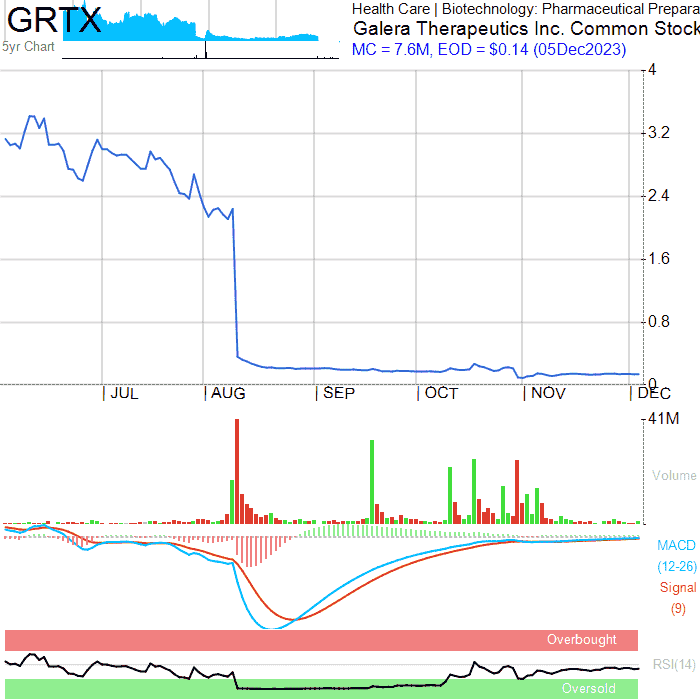 GRTX
5yr Chart
Health Care | Biotechnology: Pharmaceutical Prepara
Galera Therapeutics Inc. Common Stock
MC = 7.6M, EOD = $0.14 (05Dec2023)
4
3.2
2.4
1.6
0.8
0
JUL AUG SEP OCT NOV DEC
41M
Volume
MACD
(12-26)
Signal
(9)
Overbought
RSI(14)
Oversold